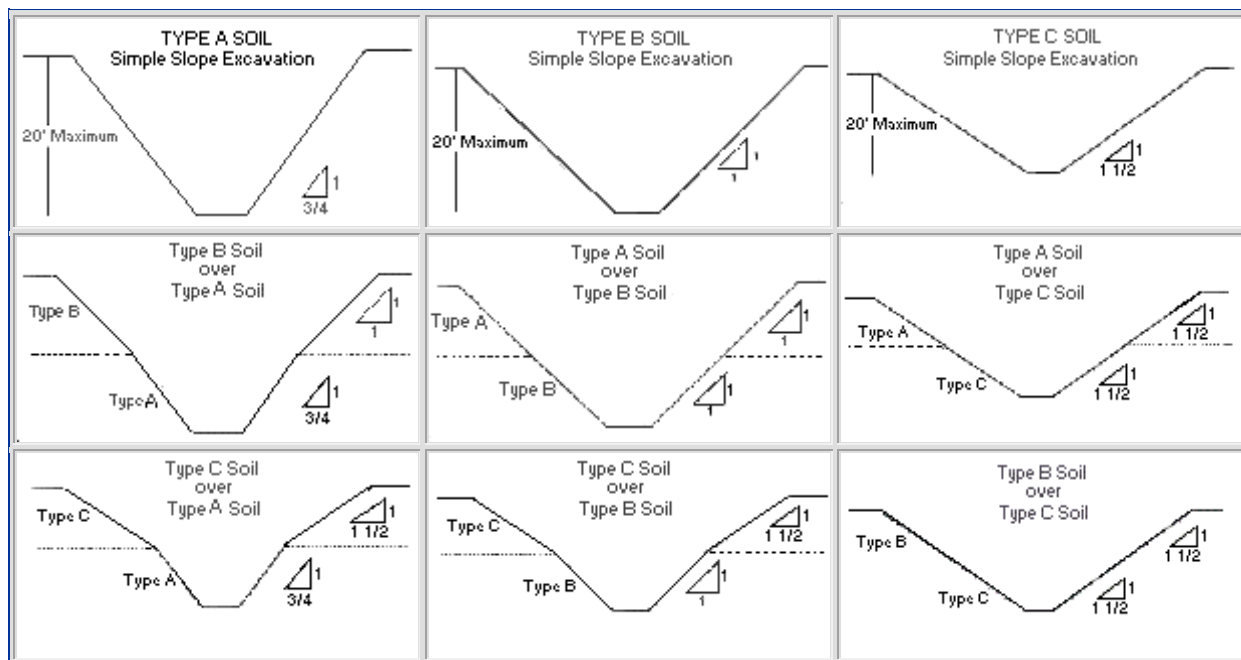 TYPE A SOIL
Simple Slope Excavation
20' Maximum
1
3/4
TYPE B SOIL
Simple Slope Excavation
20' Maximum
1
1
TYPE C SOIL
Simple Slope Excavation
20' Maximum
1
1 1/2
Type B Soil
over
Type A Soil
Type B
1
1
Type A
1
3/4
Type A Soil
over
Type B Soil
Type A
1
1
Type B
1
1
Type A Soil
over
Type C Soil
Type A
1
1 1/2
Type C
1
1 1/2
Type C Soil
over
Type A Soil
Type C
1
1 1/2
Type A
1
3/4
Type C Soil
over
Type B Soil
Type C
1
1 1/2
Type B
1
1
Type B Soil
over
Type C Soil
Type B
1
1 1/2
Type C
1
1 1/2